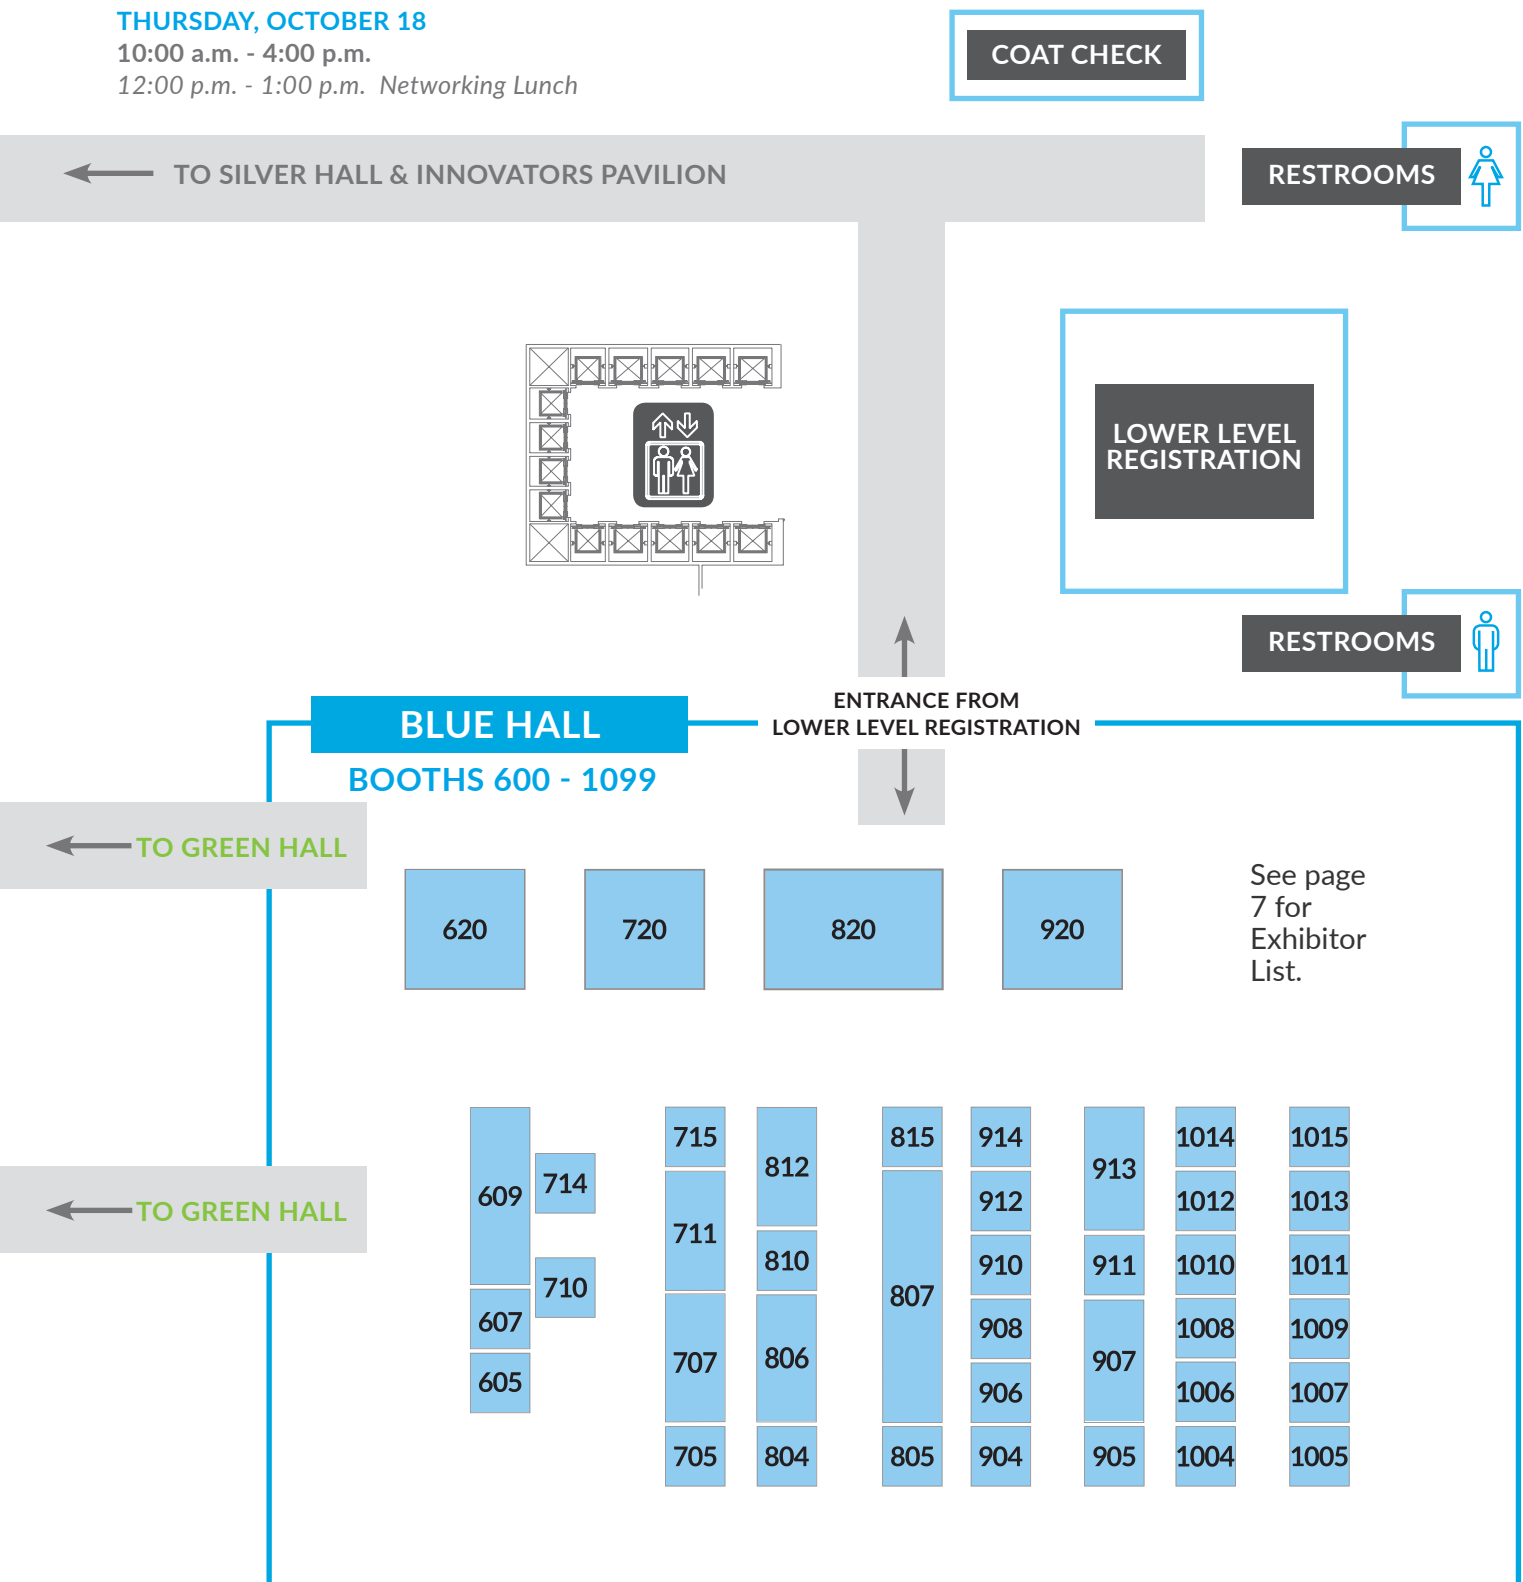 THURSDAY, OCTOBER 18
10:00 a.m. - 4:00 p.m.
12:00 p.m. - 1:00 p.m. Networking Lunch
COAT CHECK
TO SILVER HALL & INNOVATORS PAVILION
RESTROOMS
LOWER LEVEL
REGISTRATION
RESTROOMS
ENTRANCE FROM
LOWER LEVEL REGISTRATION
BLUE HALL
BOOTHS 600 - 1099
TO GREEN HALL
620
720
820
920
See page
7 for
Exhibitor
List.
TO GREEN HALL
609
607
605
714
710
715
711
707
705
812
810
806
804
815
807
805
914
912
910
908
906
904
913
911
907
905
1014
1012
1010
1008
1006
1004
1015
1013
1011
1009
1007
1005